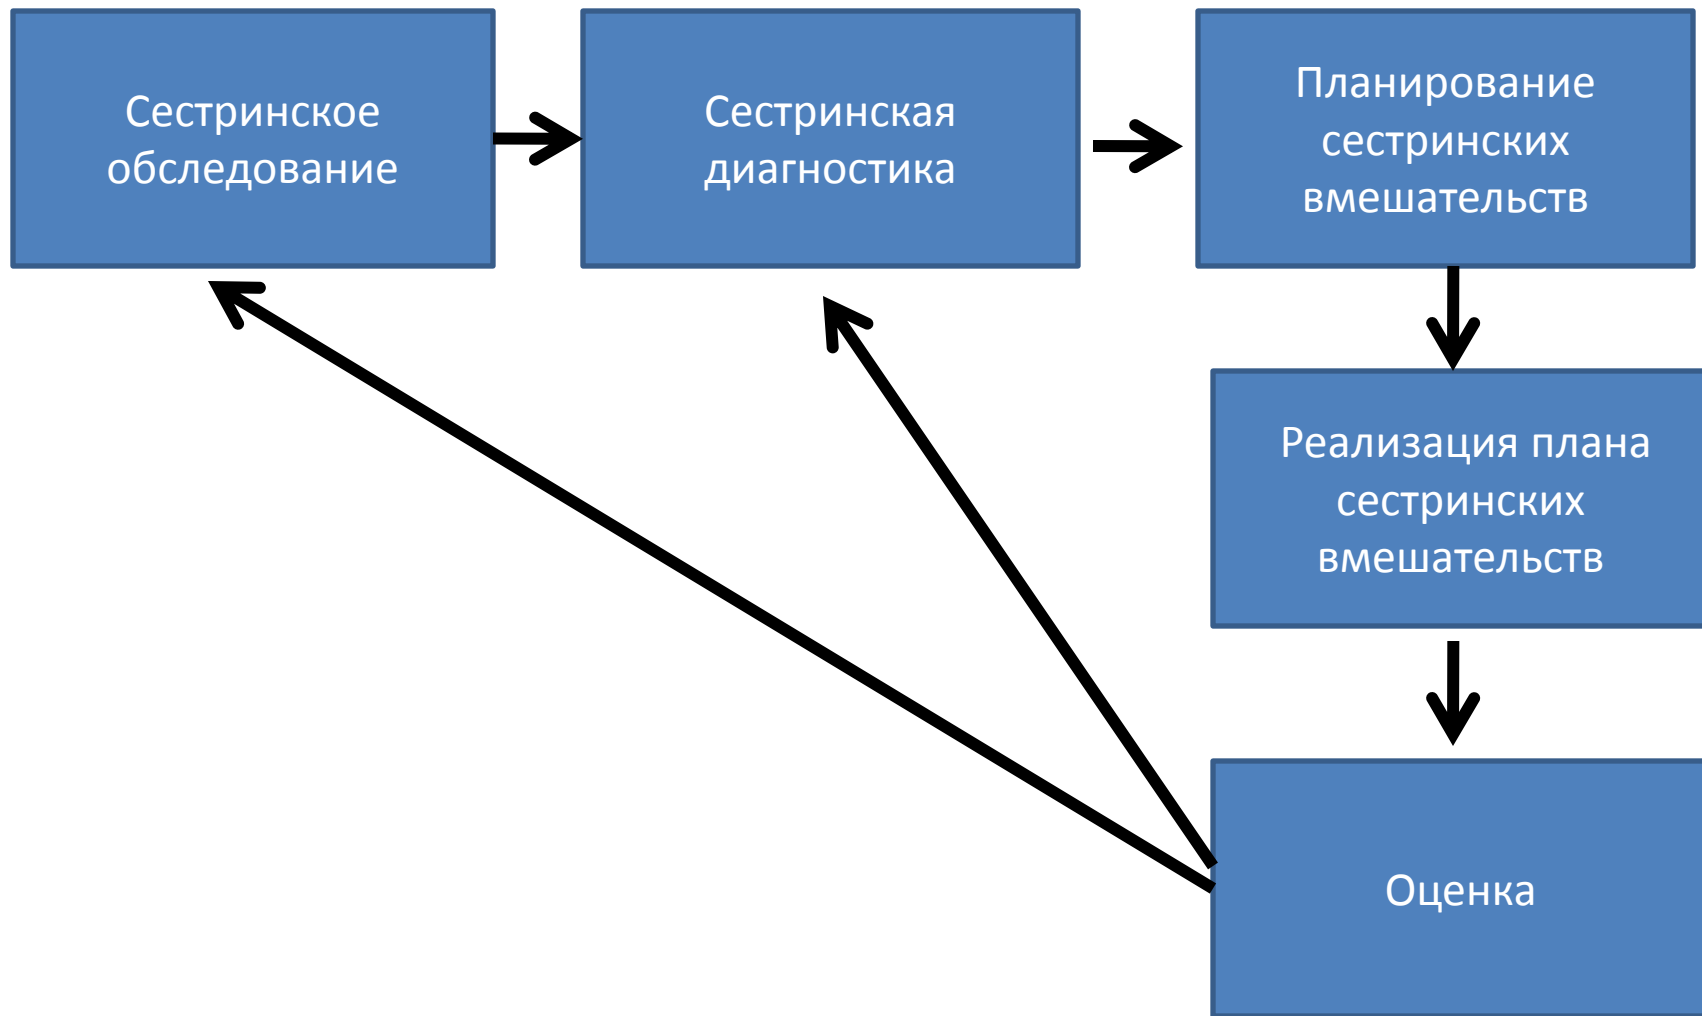 Сестринское
обследование
Сестринская
диагностика
Планирование
сестринских
вмешательств
Реализация плана
сестринских
вмешательств
Оценка